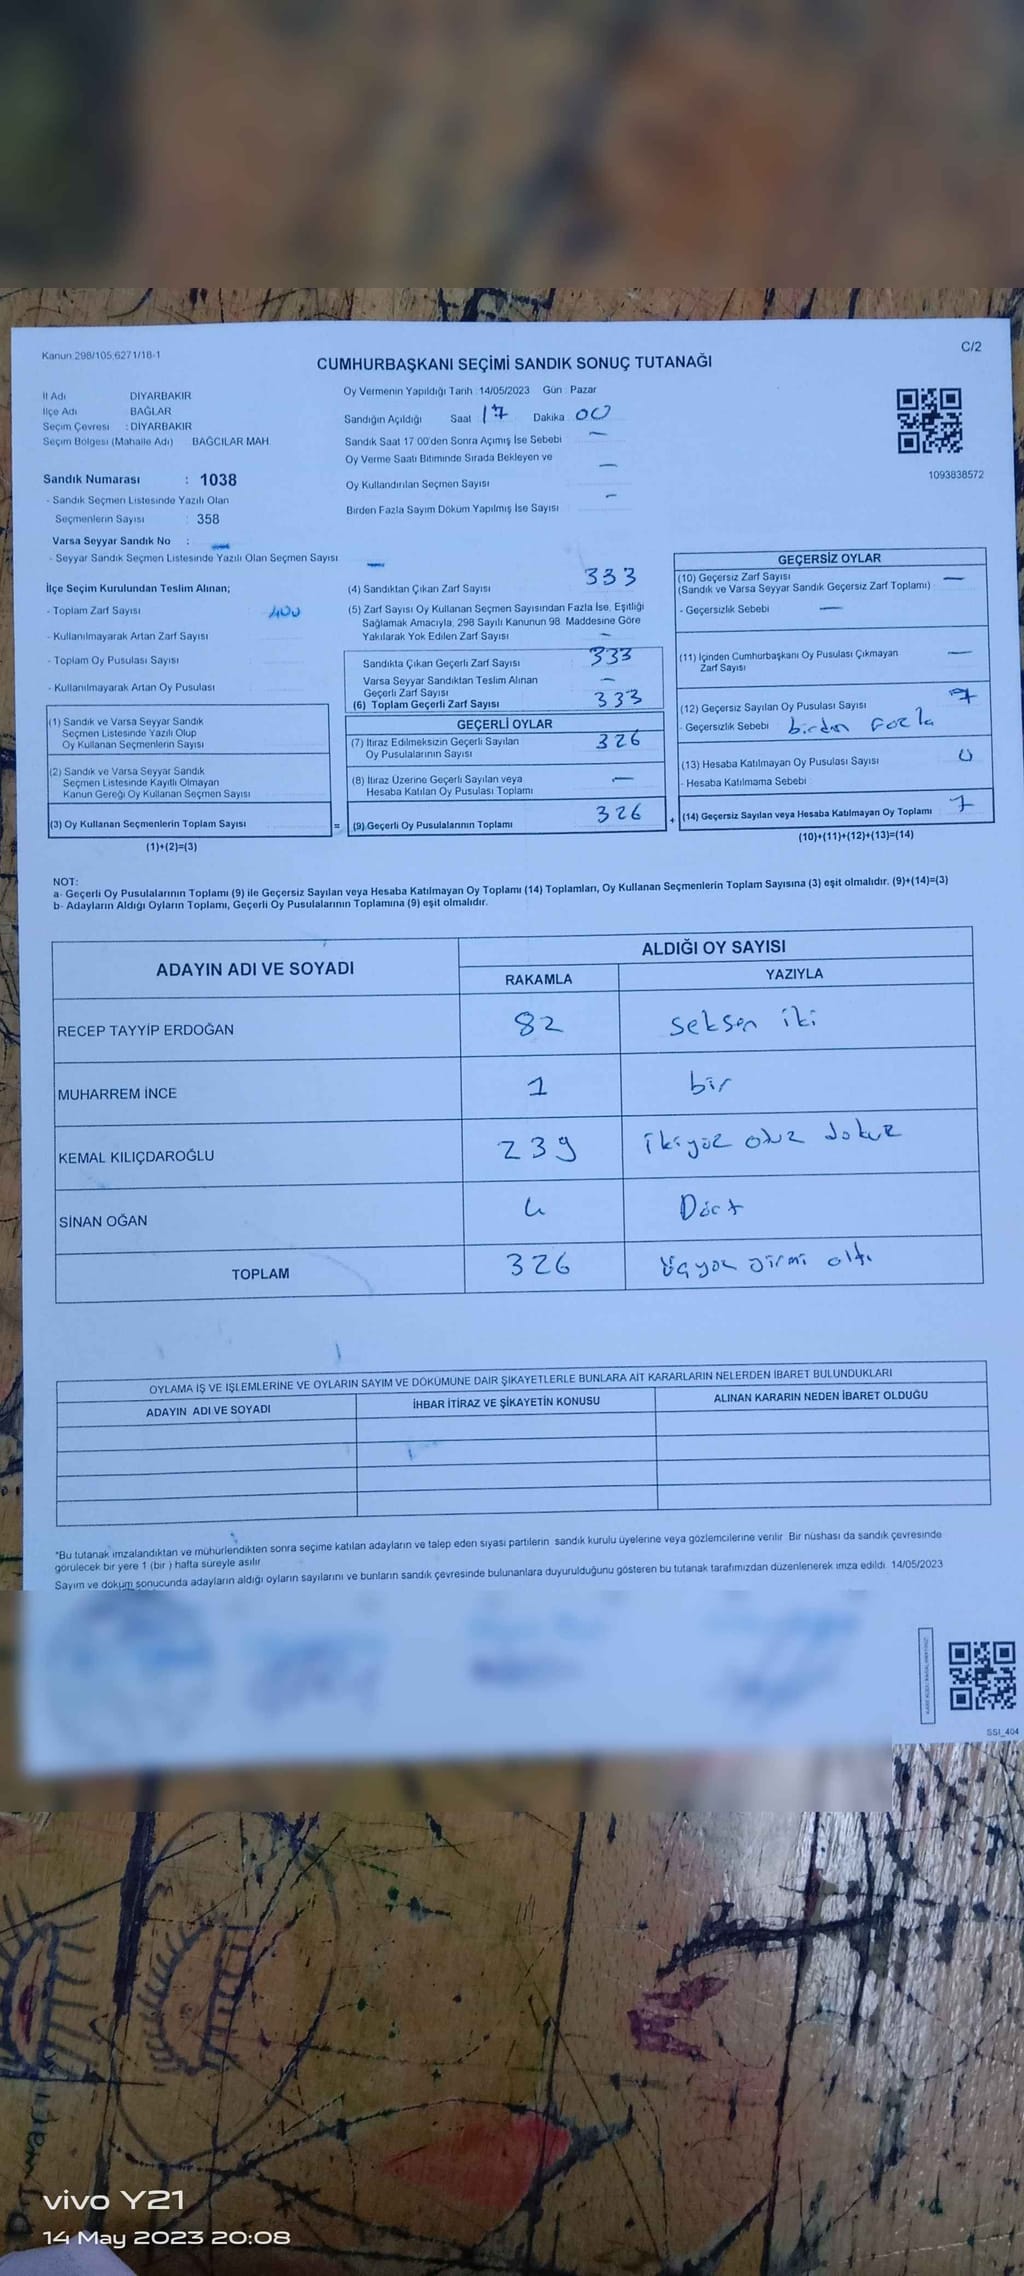 Kanun 298/105,6271/18-1
C/2
CUMHURBAŞKANI SEÇİMİ SANDIK SONUÇ TUTANAĞI
İl Adı DİYARBAKIR
İlçe Adı BAĞLAR
Seçim Çevresi : DİYARBAKIR
Seçim Bölgesi (Mahalle Adı) BAĞCILAR MAH.
Sandık Numarası : 1038
- Sandık Seçmen Listesinde Yazılı Olan
Seçmenlerin Sayısı : 358
Varsa Seyyar Sandık No : —
- Seyyar Sandık Seçmen Listesinde Yazılı Olan Seçmen Sayısı —
Oy Vermenin Yapıldığı Tarih : 14/05/2023 Gün : Pazar
Sandığın Açıldığı Saat 17 Dakika 00
Sandık Saat 17:00'den Sonra Açımış İse Sebebi —
Oy Verme Saati Bitiminde Sırada Bekleyen ve —
Oy Kullandırılan Seçmen Sayısı
Birden Fazla Sayım Döküm Yapılmış İse Sayısı —
1093838572
İlçe Seçim Kurulundan Teslim Alınan;
- Toplam Zarf Sayısı 400
- Kullanılmayarak Artan Zarf Sayısı
- Toplam Oy Pusulası Sayısı
- Kullanılmayarak Artan Oy Pusulası
(1) Sandık ve Varsa Seyyar Sandık
Seçmen Listesinde Yazılı Olup
Oy Kullanan Seçmenlerin Sayısı
(2) Sandık ve Varsa Seyyar Sandık
Seçmen Listesinde Kayıtlı Olmayan
Kanun Gereği Oy Kullanan Seçmen Sayısı
(3) Oy Kullanan Seçmenlerin Toplam Sayısı
(1)+(2)=(3)
(4) Sandıktan Çıkan Zarf Sayısı 333
(5) Zarf Sayısı Oy Kullanan Seçmen Sayısından Fazla İse, Eşitliği
Sağlamak Amacıyla, 298 Sayılı Kanunun 98. Maddesine Göre
Yakılarak Yok Edilen Zarf Sayısı —
Sandıkta Çıkan Geçerli Zarf Sayısı 333
Varsa Seyyar Sandıktan Teslim Alınan
Geçerli Zarf Sayısı —
(6) Toplam Geçerli Zarf Sayısı 333
GEÇERLİ OYLAR
(7) İtiraz Edilmeksizin Geçerli Sayılan 326
Oy Pusulalarının Sayısı
(8) İtiraz Üzerine Geçerli Sayılan veya —
Hesaba Katılan Oy Pusulası Toplamı
= (9) Geçerli Oy Pusulalarının Toplamı 326
GEÇERSİZ OYLAR
(10) Geçersiz Zarf Sayısı —
(Sandık ve Varsa Seyyar Sandık Geçersiz Zarf Toplamı)
- Geçersizlik Sebebi —
(11) İçinden Cumhurbaşkanı Oy Pusulası Çıkmayan —
Zarf Sayısı
(12) Geçersiz Sayılan Oy Pusulası Sayısı 7
- Geçersizlik Sebebi birden Fazla
(13) Hesaba Katılmayan Oy Pusulası Sayısı 0
- Hesaba Katılmama Sebebi
+ (14) Geçersiz Sayılan veya Hesaba Katılmayan Oy Toplamı 7
(10)+(11)+(12)+(13)=(14)
NOT:
a- Geçerli Oy Pusulalarının Toplamı (9) ile Geçersiz Sayılan veya Hesaba Katılmayan Oy Toplamı (14) Toplamları, Oy Kullanan Seçmenlerin Toplam Sayısına (3) eşit olmalıdır. (9)+(14)=(3)
b- Adayların Aldığı Oyların Toplamı, Geçerli Oy Pusulalarının Toplamına (9) eşit olmalıdır.
ADAYIN ADI VE SOYADI ALDIĞI OY SAYISI
RAKAMLA YAZIYLA
RECEP TAYYİP ERDOĞAN 82 seksen iki
MUHARREM İNCE 1 bir
KEMAL KILIÇDAROĞLU 239 ikiyüz otuz dokuz
SİNAN OĞAN 4 Dört
TOPLAM 326 üçyüz yirmi altı
OYLAMA İŞ VE İŞLEMLERİNE VE OYLARIN SAYIM VE DÖKÜMÜNE DAİR ŞİKAYETLERLE BUNLARA AİT KARARLARIN NELERDEN İBARET BULUNDUKLARI
ADAYIN ADI VE SOYADI İHBAR İTİRAZ VE ŞİKAYETİN KONUSU ALINAN KARARIN NEDEN İBARET OLDUĞU
*Bu tutanak imzalandıktan ve mühürlendikten sonra seçime katılan adayların ve talep eden siyasi partilerin sandık kurulu üyelerine veya gözlemcilerine verilir. Bir nüshası da sandık çevresinde
görülecek bir yere 1 (bir) hafta süreyle asılır.
Sayım ve döküm sonucunda adayların aldığı oyların sayılarını ve bunların sandık çevresinde bulunanlara duyurulduğunu gösteren bu tutanak tarafımızdan düzenlenerek imza edildi. 14/05/2023
SSI_404
vivo Y21
14 May 2023 20:08